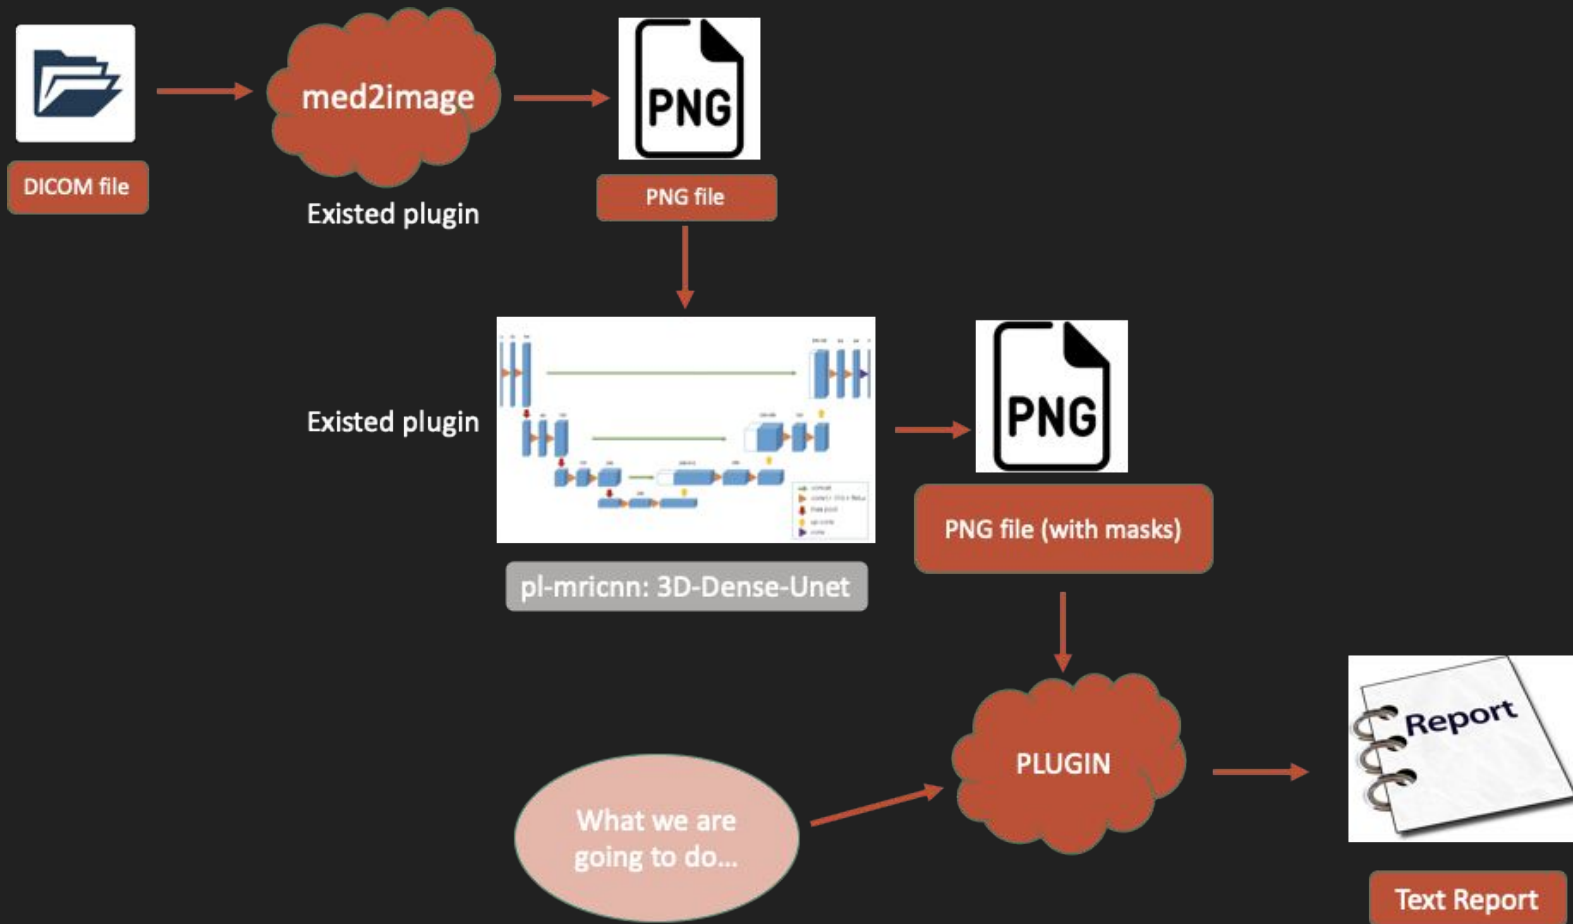 PNG
med2image
DICOM file
PNG file
Existed plugin
Existed plugin
PNG
PNG file (with masks)
pl-mricnn: 3D-Dense-Unet
Report
PLUGIN
What we are
going to do...
Text Report